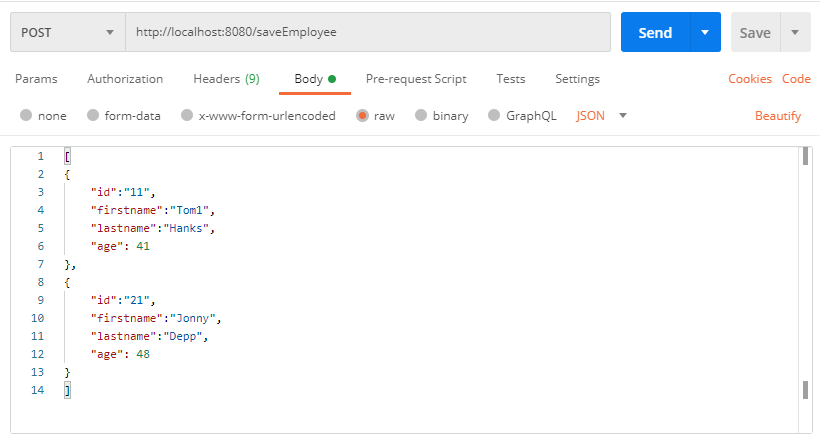 POST http://localhost:8080/saveEmployee Send Save
Params Authorization Headers (9) Body Pre-request Script Tests Settings Cookies Code
none form-data x-www-form-urlencoded raw binary GraphQL JSON Beautify
1 [
2 {
3 "id":"11",
4 "firstname":"Tom1",
5 "lastname":"Hanks",
6 "age": 41
7 },
8 {
9 "id":"21",
10 "firstname":"Jonny",
11 "lastname":"Depp",
12 "age": 48
13 }
14 ]